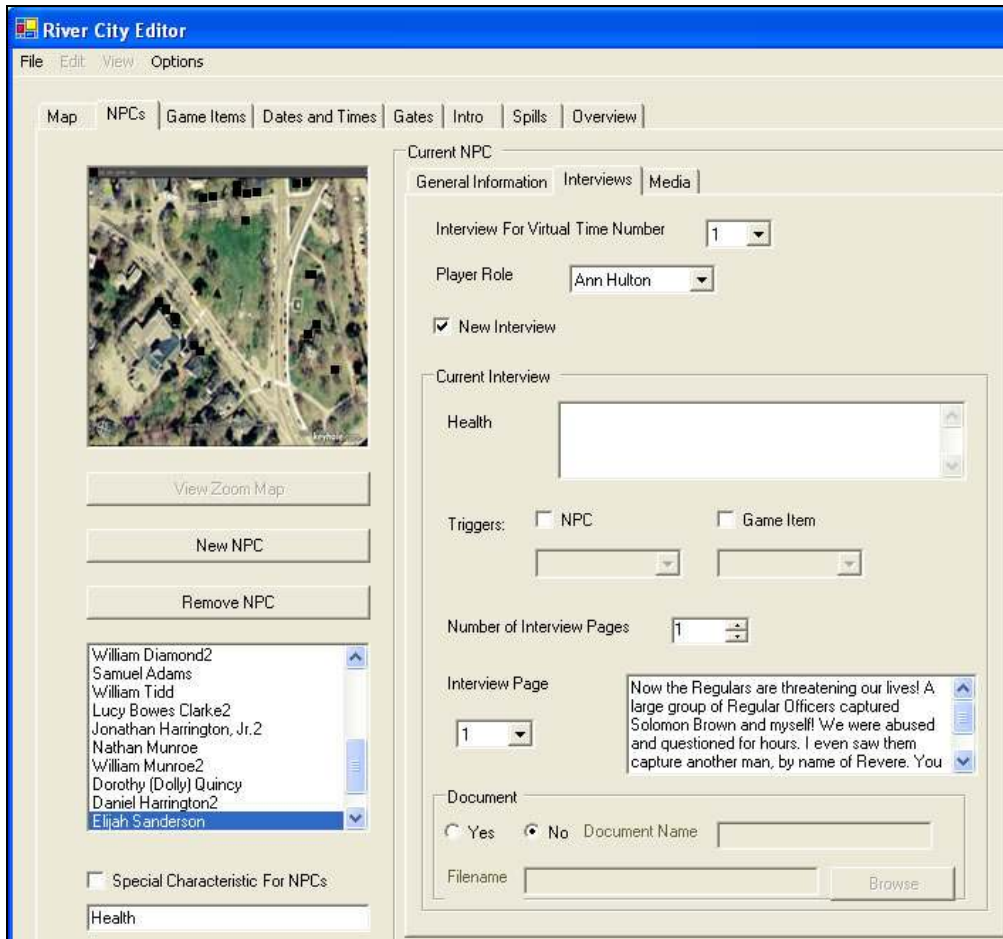 River City Editor
File Edit View Options
Map NPCs Game Items Dates and Times Gates Intro Spills Overview
Current NPC
General Information Interviews Media
Interview For Virtual Time Number 1
Player Role Ann Hulton
New Interview
Current Interview
Health
Triggers: NPC Game Item
Number of Interview Pages 1
Interview Page
1
Now the Regulars are threatening our lives! A
large group of Regular Officers captured
Solomon Brown and myself! We were abused
and questioned for hours. I even saw them
capture another man, by name of Revere. You
Document
Yes No Document Name
Filename Browse
keyhole
View Zoom Map
New NPC
Remove NPC
William Diamond2
Samuel Adams
William Tidd
Lucy Bowes Clarke2
Jonathan Harrington, Jr.2
Nathan Munroe
William Munroe2
Dorothy (Dolly) Quincy
Daniel Harrington2
Elijah Sanderson
Special Characteristic For NPCs
Health